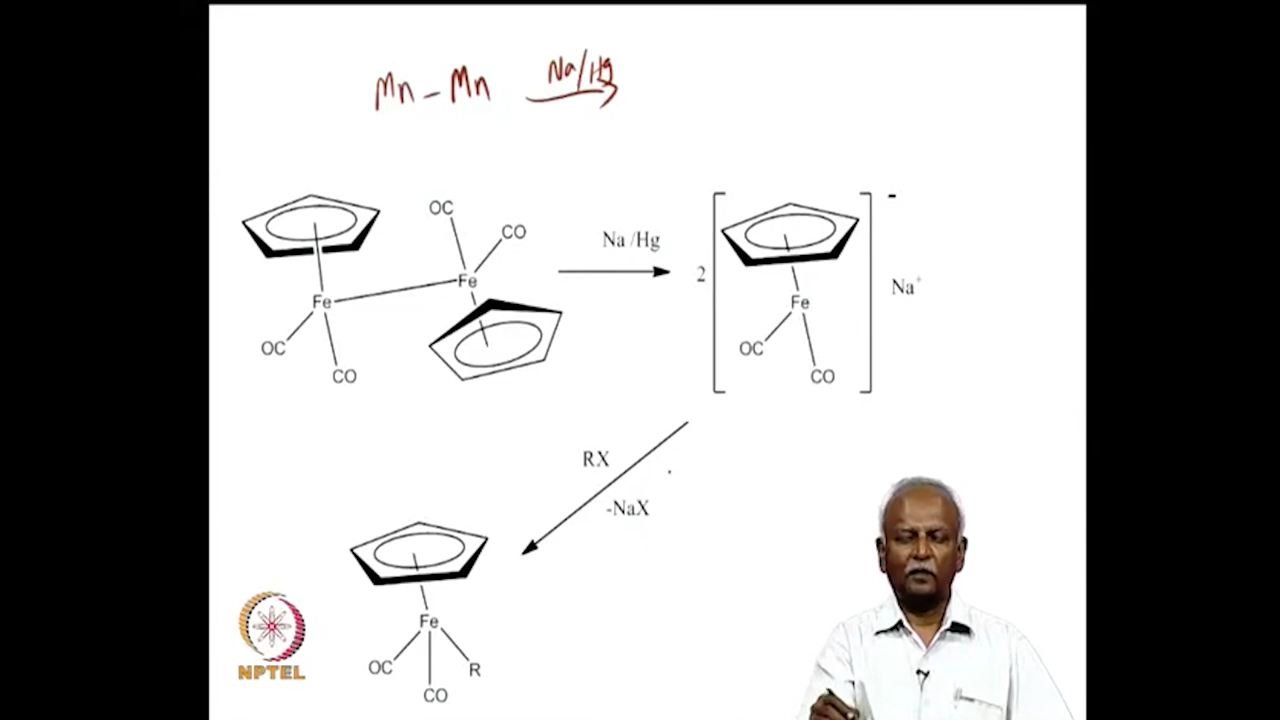 Mn - Mn Na/Hg
OC
CO
Fe
Fe
OC
CO
Na /Hg
2
Fe
OC
CO
-
Na+
RX
-NaX
Fe
OC
CO
R
NPTEL